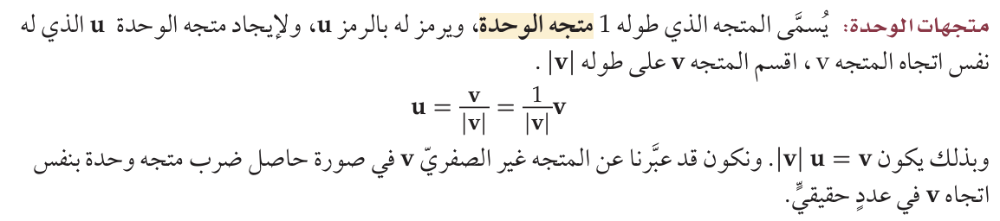 متجهات الوحدة: يُسمَّى المتجه الذي طوله 1 متجه الوحدة، ويرمز له بالرمز u، ولإيجاد متجه الوحدة u الذي له
نفس اتجاه المتجه v ، اقسم المتجه v على طوله |v| .
u = v/|v| = 1/|v| v
وبذلك يكون |v| u = v. ونكون قد عبَّرنا عن المتجه غير الصفريّ v في صورة حاصل ضرب متجه وحدة بنفس
اتجاه v في عددٍ حقيقيٍّ.